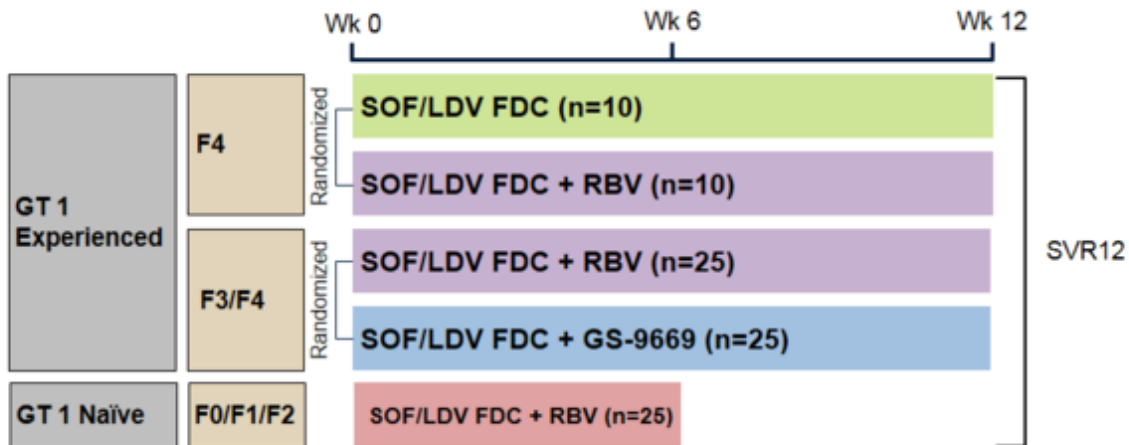 Wk 0
Wk 6
Wk 12
GT 1
Experienced
F4
Randomized
SOF/LDV FDC (n=10)
SOF/LDV FDC + RBV (n=10)
F3/F4
Randomized
SOF/LDV FDC + RBV (n=25)
SOF/LDV FDC + GS-9669 (n=25)
SVR12
GT 1 Naïve
F0/F1/F2
SOF/LDV FDC + RBV (n=25)